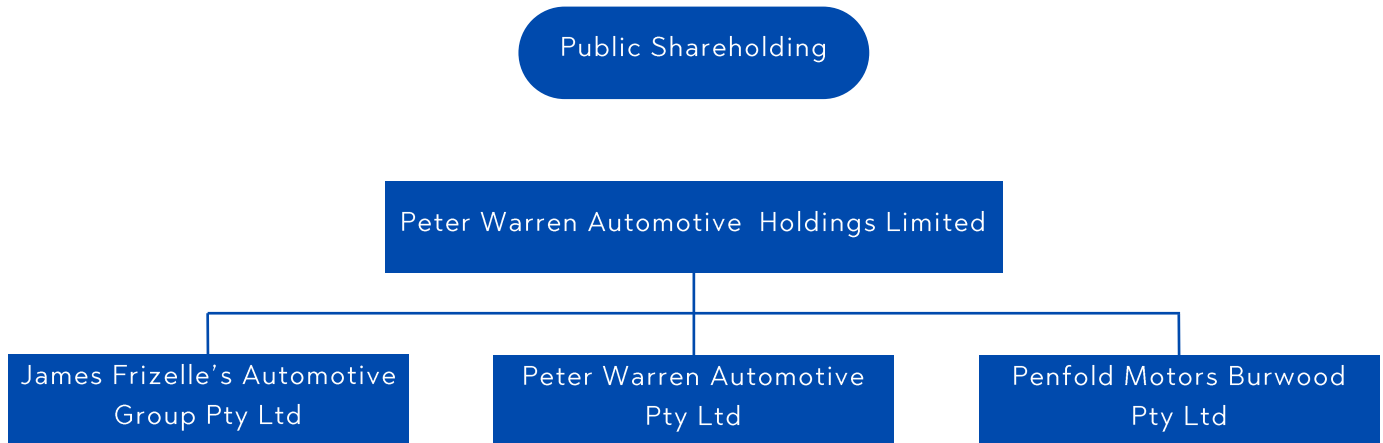 Public Shareholding
Peter Warren Automotive Holdings Limited
James Frizelle's Automotive
Group Pty Ltd
Peter Warren Automotive
Pty Ltd
Penfold Motors Burwood
Pty Ltd